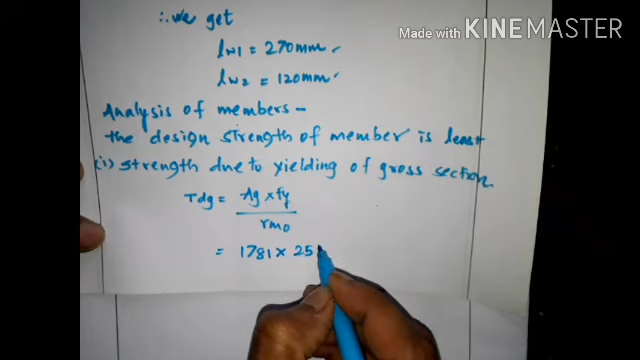 Made with KINEMASTER
∴ we get
lw1 = 270mm
lw2 = 120mm
Analysis of members -
the design strength of member is least
(i) strength due to yielding of gross section
Tdg = Ag x fy
rmo
= 1781 x 25